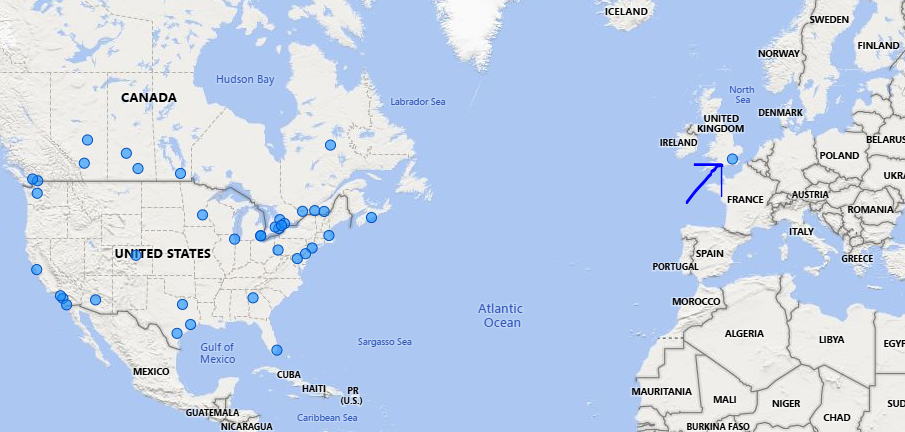 ICELAND
SWEDEN
FINLAND
NORWAY
Hudson Bay
CANADA
Labrador Sea
North
Sea
DENMARK
UNITED
KINGDOM
IRELAND
BELARUS
POLAND
UKRA
FRANCE
AUSTRIA
ROMANIA
ITALY
UNITED STATES
SPAIN
GREECE
PORTUGAL
MOROCCO
Atlantic
Ocean
ALGERIA
LIBYA
EGYP
Sargasso Sea
Gulf of
Mexico
MEXICO
CUBA
HAITI
PR
(U.S.)
MAURITANIA
MALI
NIGER
CHAD
SUD
GUATEMALA
Caribbean Sea
NICARAGUA
BURKINA FASO